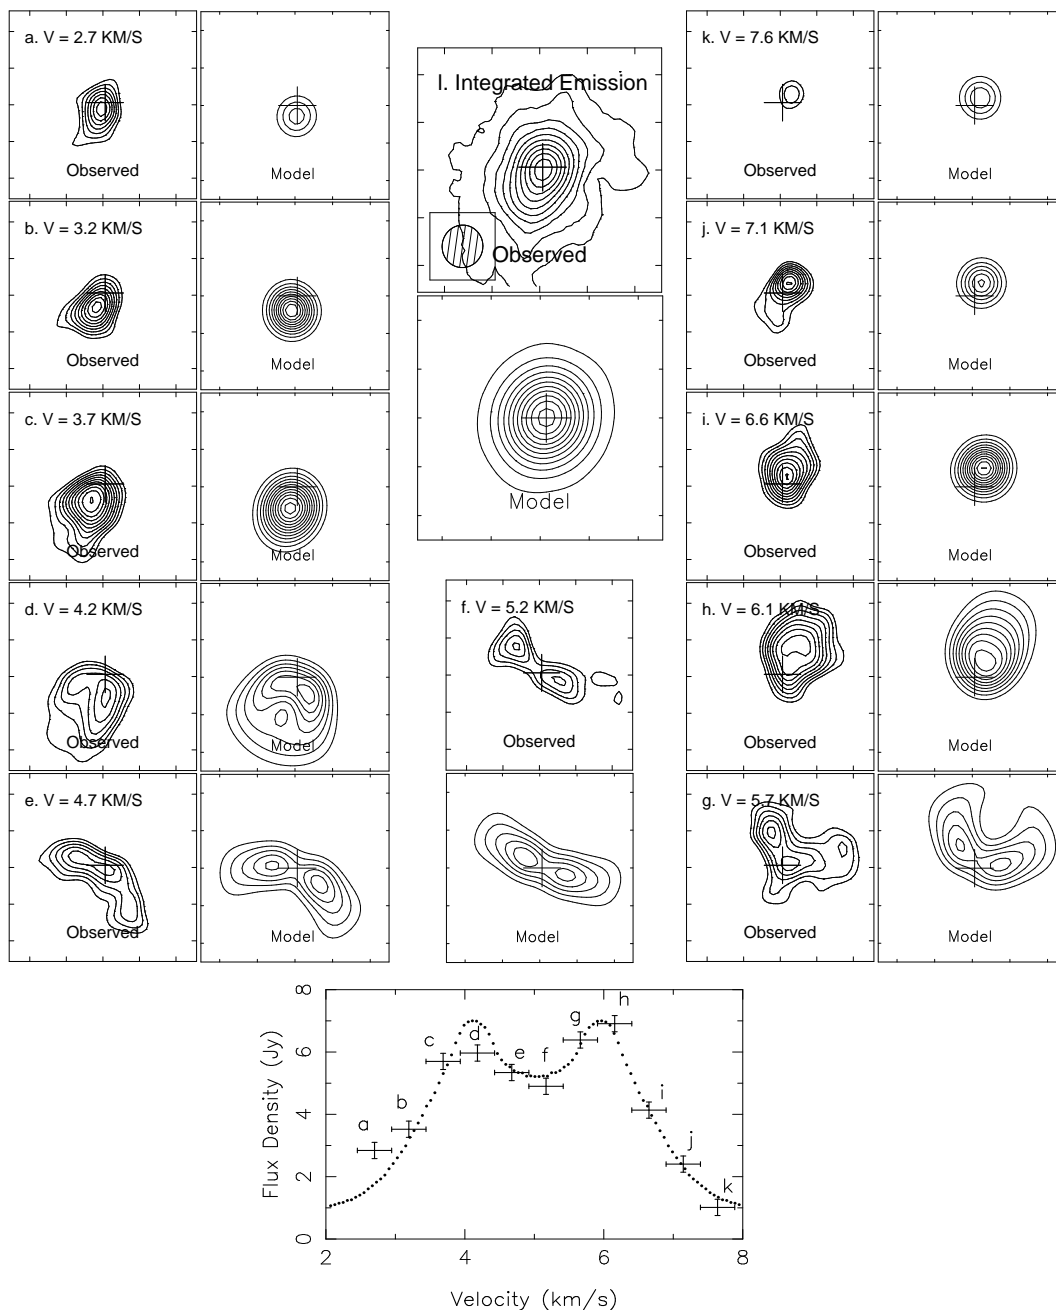 a. V = 2.7 KM/S
Observed
Model
l. Integrated Emission
Observed
k. V = 7.6 KM/S
Observed
Model
b. V = 3.2 KM/S
Observed
Model
j. V = 7.1 KM/S
Observed
Model
c. V = 3.7 KM/S
Observed
Model
Model
i. V = 6.6 KM/S
Observed
Model
d. V = 4.2 KM/S
Observed
Model
f. V = 5.2 KM/S
Observed
h. V = 6.1 KM/S
Observed
Model
e. V = 4.7 KM/S
Observed
Model
Model
g. V = 5.7 KM/S
Observed
Model
Flux Density (Jy)
8
6
4
2
0
a
b
c
d
e
f
g
h
i
j
k
2
4
6
8
Velocity (km/s)